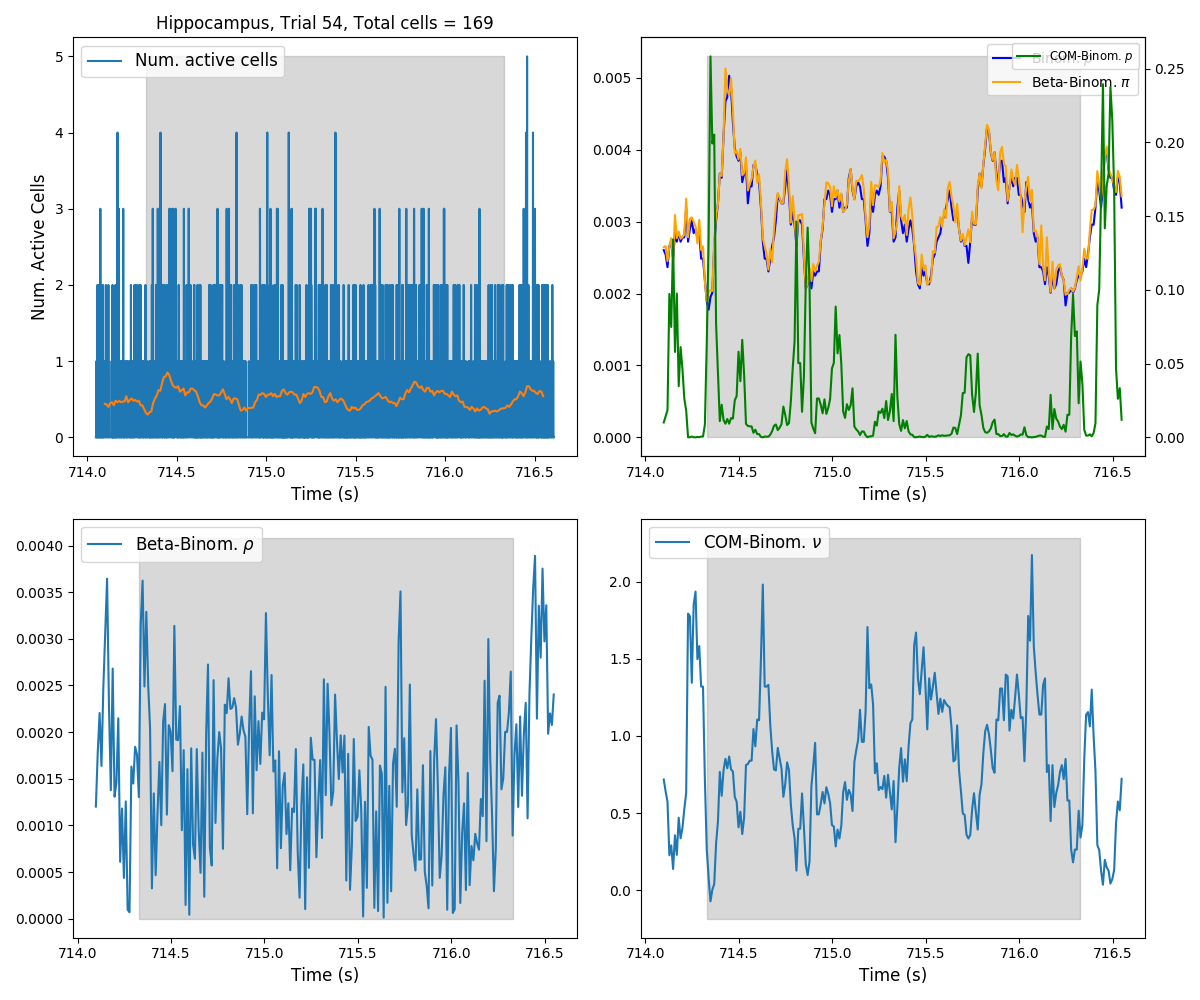 Hippocampus, Trial 54, Total cells = 169
Num. active cells
Num. Active Cells
5
4
3
2
1
0
714.0 714.5 715.0 715.5 716.0 716.5
Time (s)
COM-Binom. p
Beta-Binom. π
0.005
0.004
0.003
0.002
0.001
0.000
0.25
0.20
0.15
0.10
0.05
0.00
714.0 714.5 715.0 715.5 716.0 716.5
Time (s)
Beta-Binom. ρ
0.0040
0.0035
0.0030
0.0025
0.0020
0.0015
0.0010
0.0005
0.0000
714.0 714.5 715.0 715.5 716.0 716.5
Time (s)
COM-Binom. ν
2.0
1.5
1.0
0.5
0.0
714.0 714.5 715.0 715.5 716.0 716.5
Time (s)